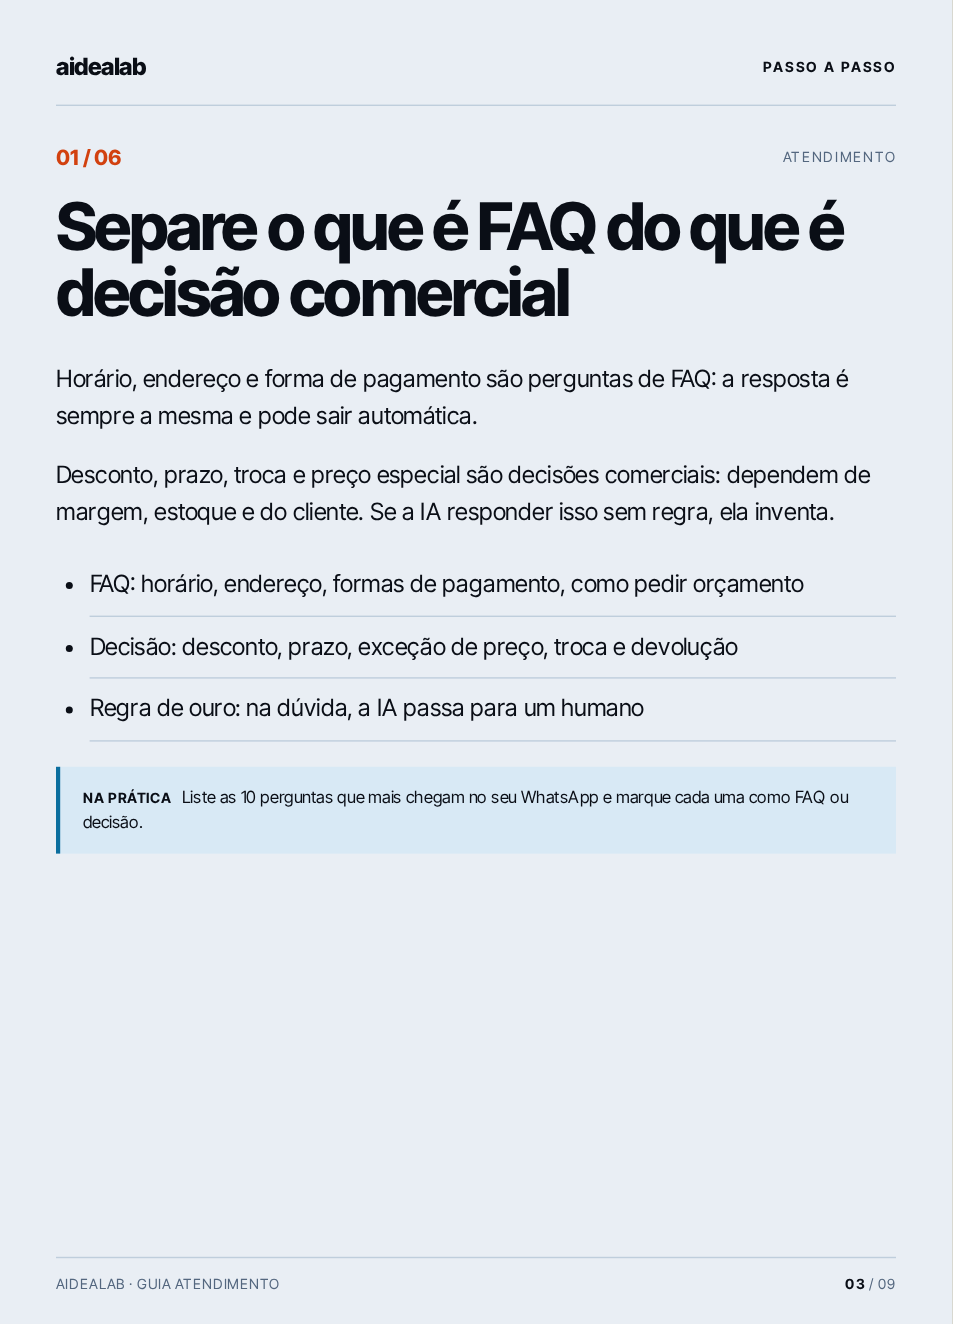 aidealab
PASSO A PASSO
01 / 06
ATENDIMENTO
Separe o que é FAQ do que é
decisão comercial
Horário, endereço e forma de pagamento são perguntas de FAQ: a resposta é
sempre a mesma e pode sair automática.
Desconto, prazo, troca e preço especial são decisões comerciais: dependem de
margem, estoque e do cliente. Se a IA responder isso sem regra, ela inventa.
• FAQ: horário, endereço, formas de pagamento, como pedir orçamento
• Decisão: desconto, prazo, exceção de preço, troca e devolução
• Regra de ouro: na dúvida, a IA passa para um humano
NA PRÁTICA Liste as 10 perguntas que mais chegam no seu WhatsApp e marque cada uma como FAQ ou
decisão.
AIDEALAB · GUIA ATENDIMENTO
03 / 09